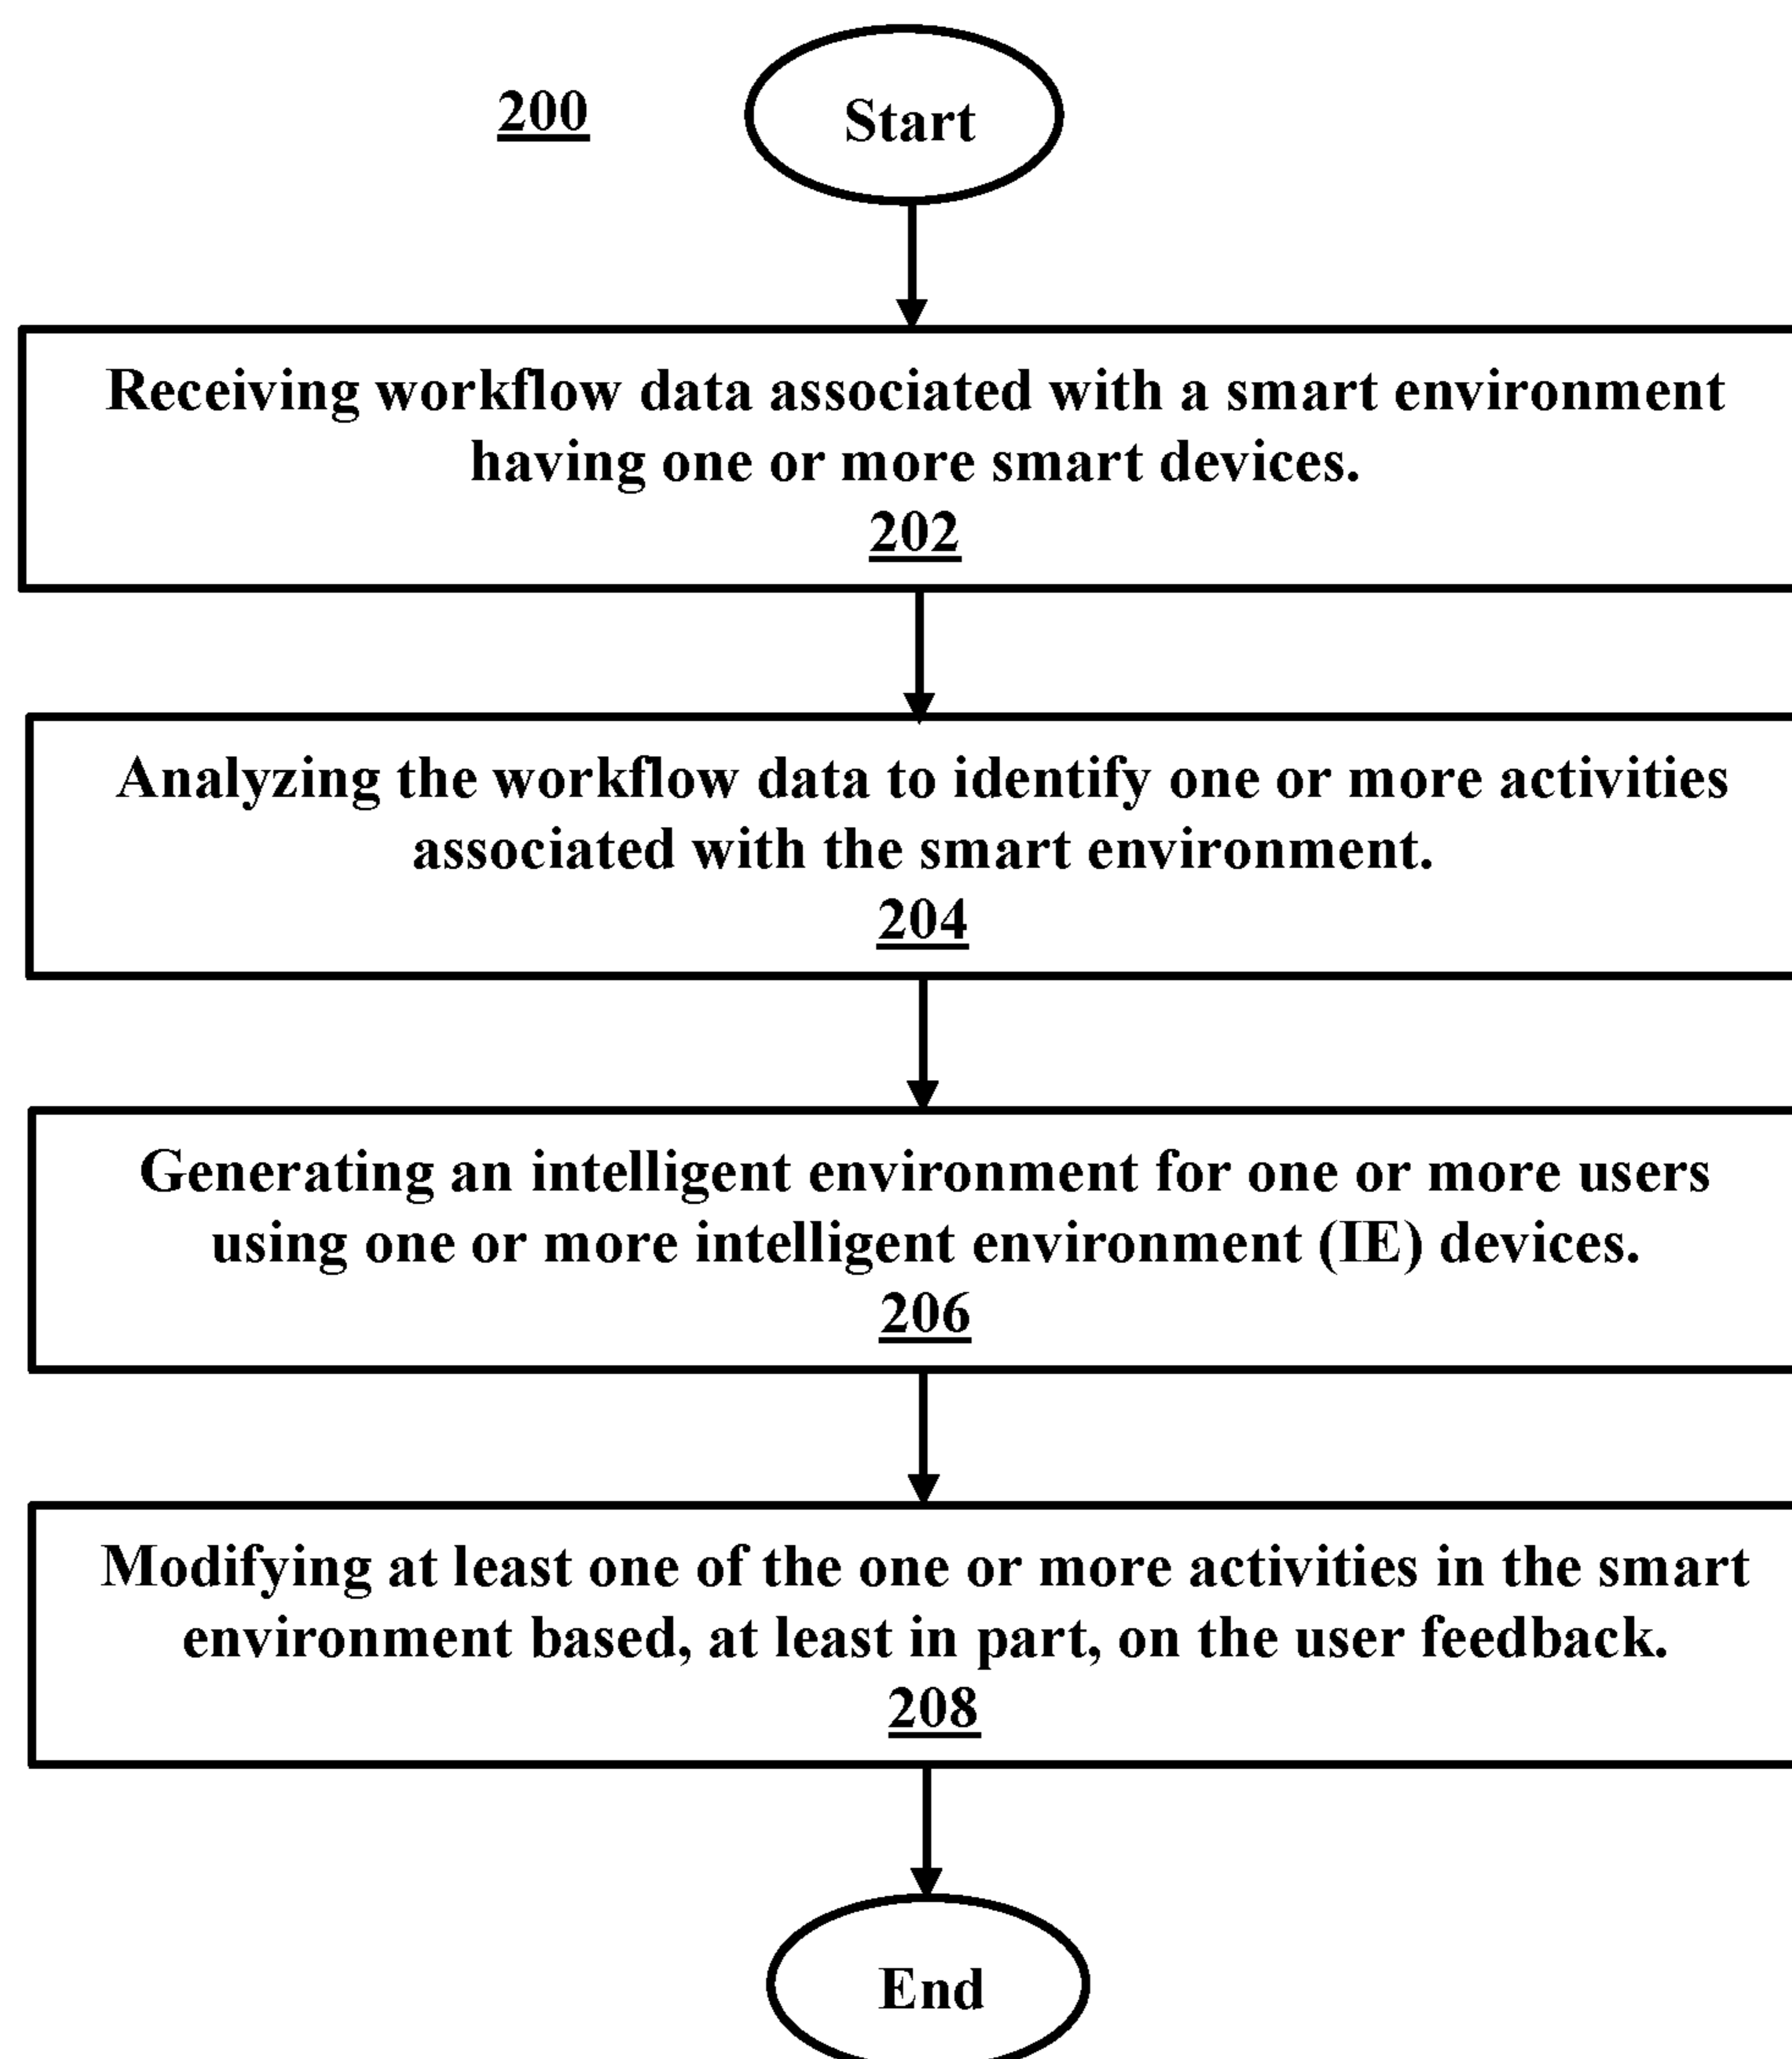 200
Start
Receiving workflow data associated with a smart environment
having one or more smart devices.
202
Analyzing the workflow data to identify one or more activities
associated with the smart environment.
204
Generating an intelligent environment for one or more users
using one or more intelligent environment (IE) devices.
206
Modifying at least one of the one or more activities in the smart
environment based, at least in part, on the user feedback.
208
End